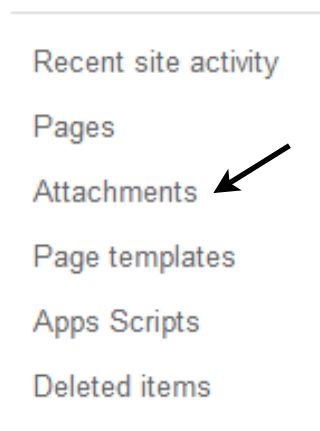 Recent site activity
Pages
Attachments
Page templates
Apps Scripts
Deleted items